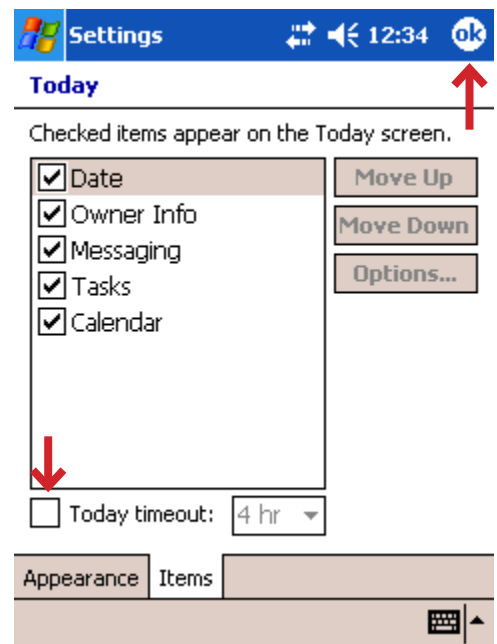 Settings 12:34 ok
Today
Checked items appear on the Today screen.
Date
Owner Info
Messaging
Tasks
Calendar
Move Up
Move Down
Options...
Today timeout: 4 hr
Appearance Items